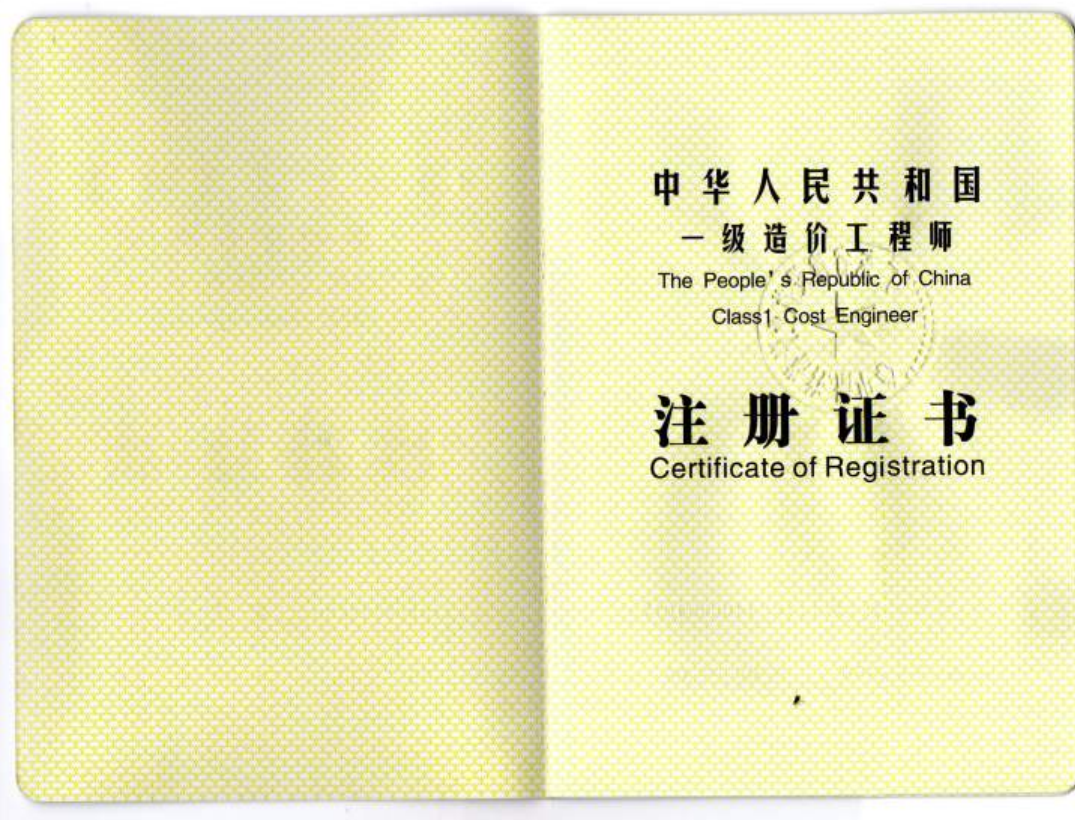 中华人民共和国
一级造价工程师
The People's Republic of China
Class1 Cost Engineer
注册证书
Certificate of Registration